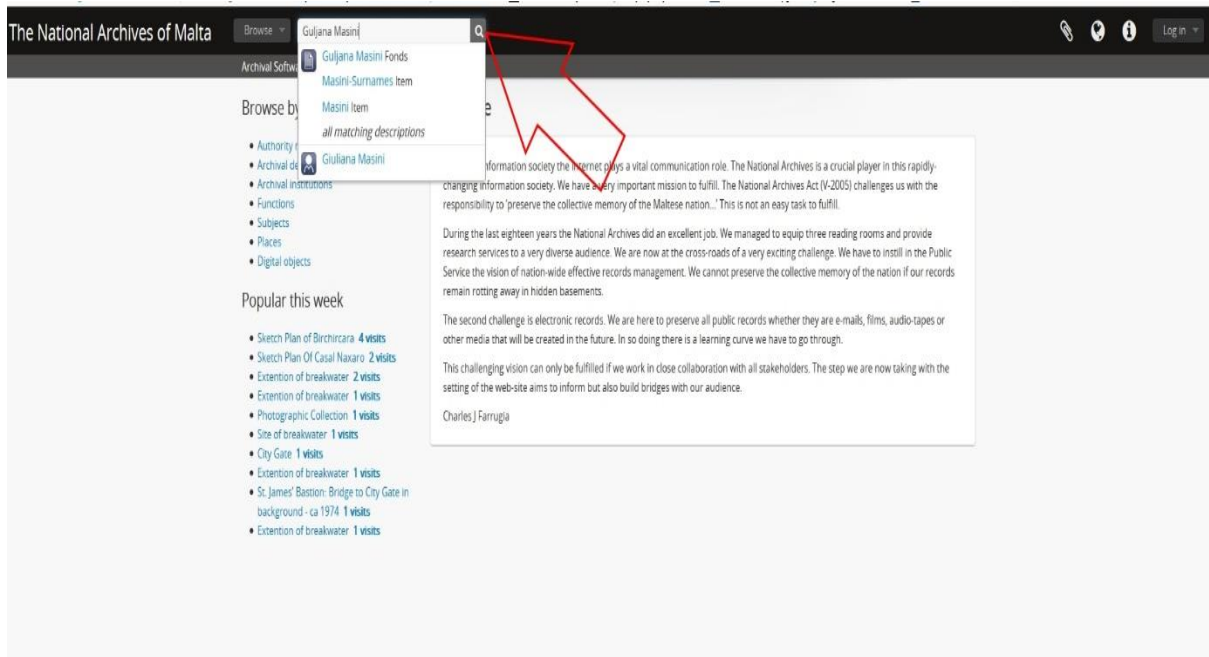 The National Archives of Malta
Browse
Guljana Masini
Log in
Archival Softw
Guljana Masini Fonds
Masini-Surnames Item
Masini Item
all matching descriptions
Giuliana Masini
Browse by
• Authority
• Archival de
• Archival institutions
• Functions
• Subjects
• Places
• Digital objects
Popular this week
• Sketch Plan of Birchircara 4 visits
• Sketch Plan Of Casal Naxaro 2 visits
• Extention of breakwater 2 visits
• Extention of breakwater 1 visits
• Photographic Collection 1 visits
• Site of breakwater 1 visits
• City Gate 1 visits
• Extention of breakwater 1 visits
• St. James' Bastion: Bridge to City Gate in
background - ca 1974 1 visits
• Extention of breakwater 1 visits
e
nformation society the Internet plays a vital communication role. The National Archives is a crucial player in this rapidly-
changing information society. We have a very important mission to fulfill. The National Archives Act (V-2005) challenges us with the
responsibility to 'preserve the collective memory of the Maltese nation...' This is not an easy task to fulfill.
During the last eighteen years the National Archives did an excellent job. We managed to equip three reading rooms and provide
research services to a very diverse audience. We are now at the cross-roads of a very exciting challenge. We have to instill in the Public
Service the vision of nation-wide effective records management. We cannot preserve the collective memory of the nation if our records
remain rotting away in hidden basements.
The second challenge is electronic records. We are here to preserve all public records whether they are e-mails, films, audio-tapes or
other media that will be created in the future. In so doing there is a learning curve we have to go through.
This challenging vision can only be fulfilled if we work in close collaboration with all stakeholders. The step we are now taking with the
setting of the web-site aims to inform but also build bridges with our audience.
Charles J Farrugia